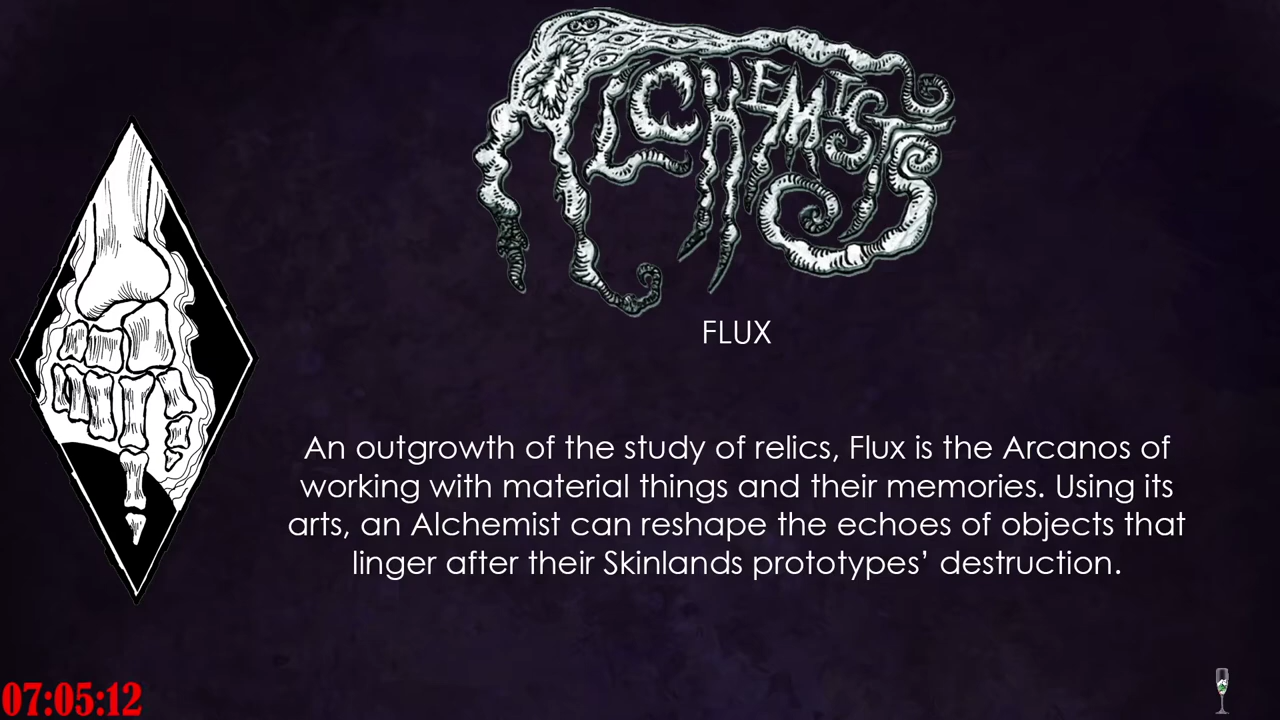 ALCHEMISTS
FLUX
An outgrowth of the study of relics, Flux is the Arcanos of
working with material things and their memories. Using its
arts, an Alchemist can reshape the echoes of objects that
linger after their Skinlands prototypes’ destruction.
07:05:12